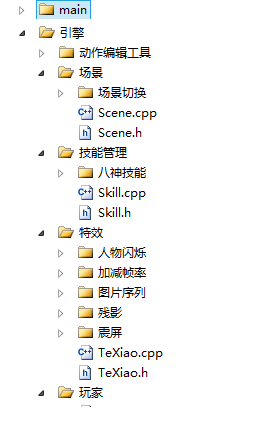 main
引擎
动作编辑工具
场景
场景切换
Scene.cpp
Scene.h
技能管理
八神技能
Skill.cpp
Skill.h
特效
人物闪烁
加减帧率
图片序列
残影
震屏
TeXiao.cpp
TeXiao.h
玩家